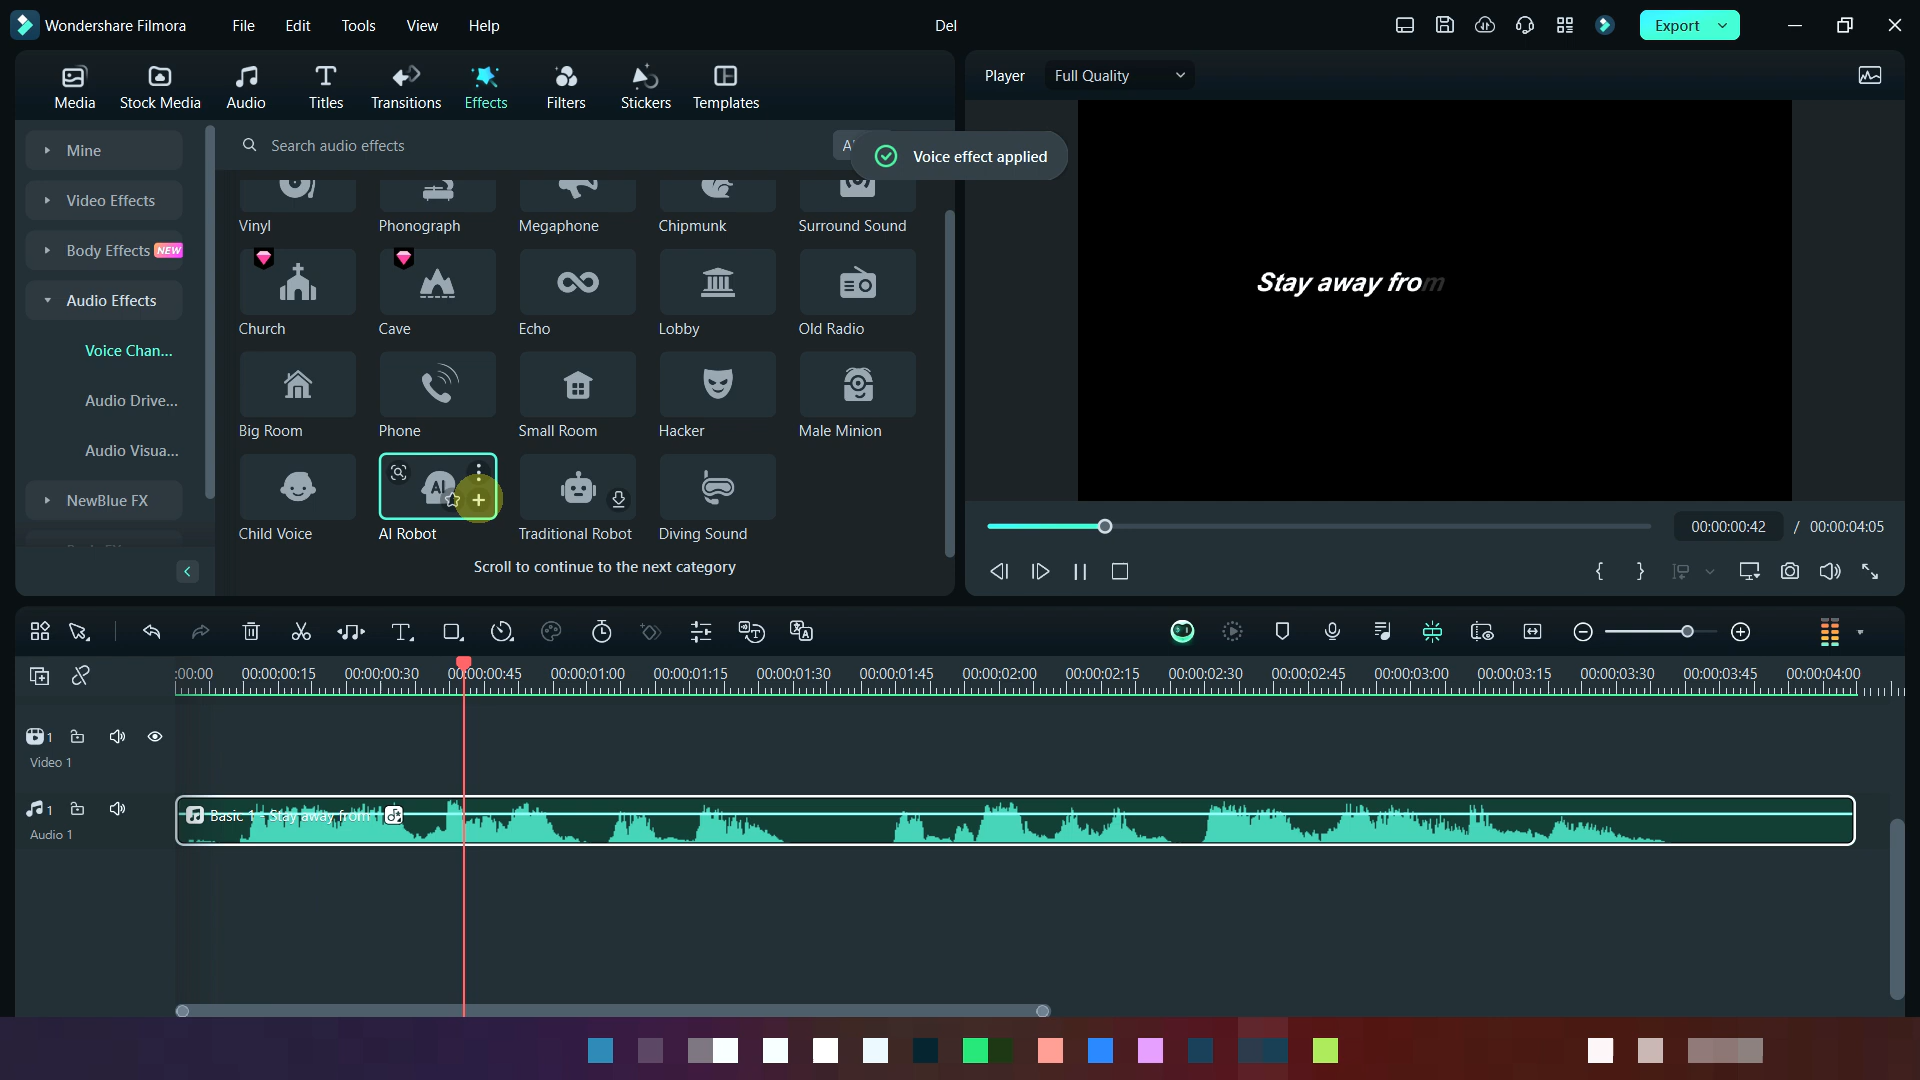 Wondershare Filmora
File
Edit
Tools
View
Help
Del
Export
Media
Stock Media
Audio
Titles
Transitions
Effects
Filters
Stickers
Templates
Player
Full Quality
Mine
Video Effects
Body Effects NEW
Audio Effects
Voice Chan...
Audio Drive...
Audio Visua...
NewBlue FX
Search audio effects
Voice effect applied
Vinyl
Phonograph
Megaphone
Chipmunk
Surround Sound
Church
Cave
Echo
Lobby
Old Radio
Big Room
Phone
Small Room
Hacker
Male Minion
Child Voice
AI
AI Robot
Traditional Robot
Diving Sound
Scroll to continue to the next category
Stay away from
00:00:00:42 / 00:00:04:05
:00:00
00:00:00:15
00:00:00:30
00:00:00:45
00:00:01:00
00:00:01:15
00:00:01:30
00:00:01:45
00:00:02:00
00:00:02:15
00:00:02:30
00:00:02:45
00:00:03:00
00:00:03:15
00:00:03:30
00:00:03:45
00:00:04:00
1
Video 1
1
Audio 1
Basic 1 - Stay away from